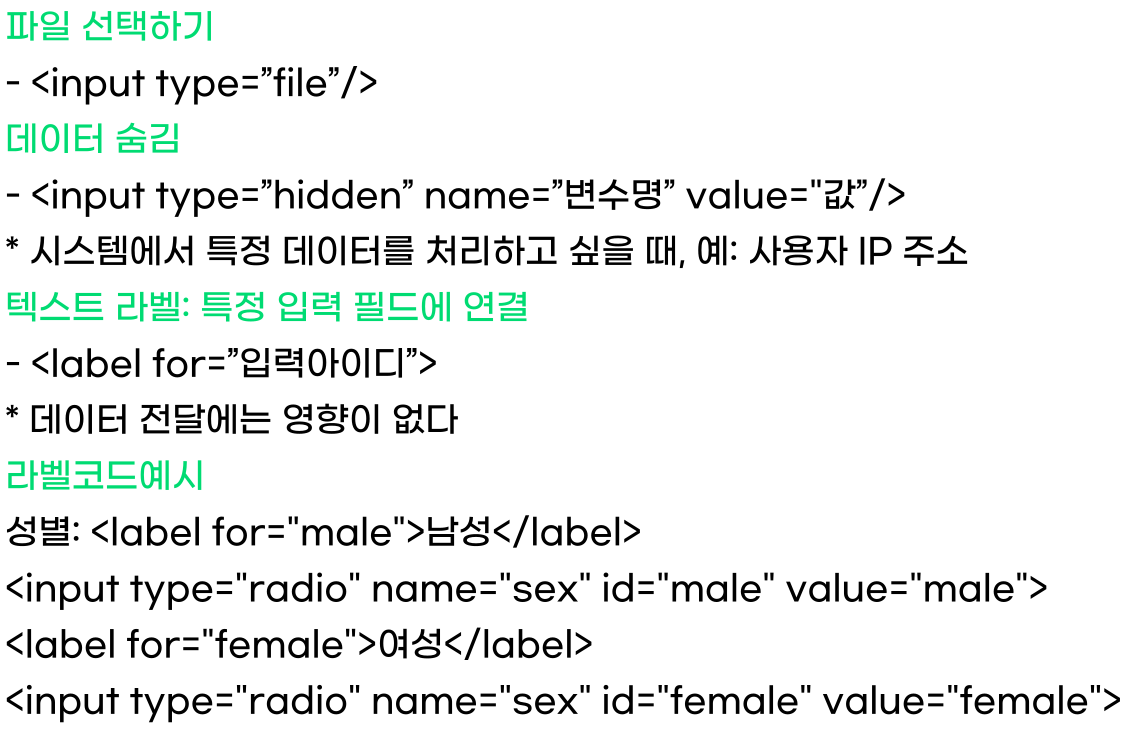 파일 선택하기
- <input type=”file”/>
데이터 숨김
- <input type=”hidden” name=”변수명” value="값”/>
* 시스템에서 특정 데이터를 처리하고 싶을 때, 예: 사용자 IP 주소
텍스트 라벨: 특정 입력 필드에 연결
- <label for=”입력아이디”>
* 데이터 전달에는 영향이 없다
라벨코드예시
성별: <label for="male">남성</label>
<input type="radio" name="sex" id="male" value="male">
<label for="female">여성</label>
<input type="radio" name="sex" id="female" value="female">